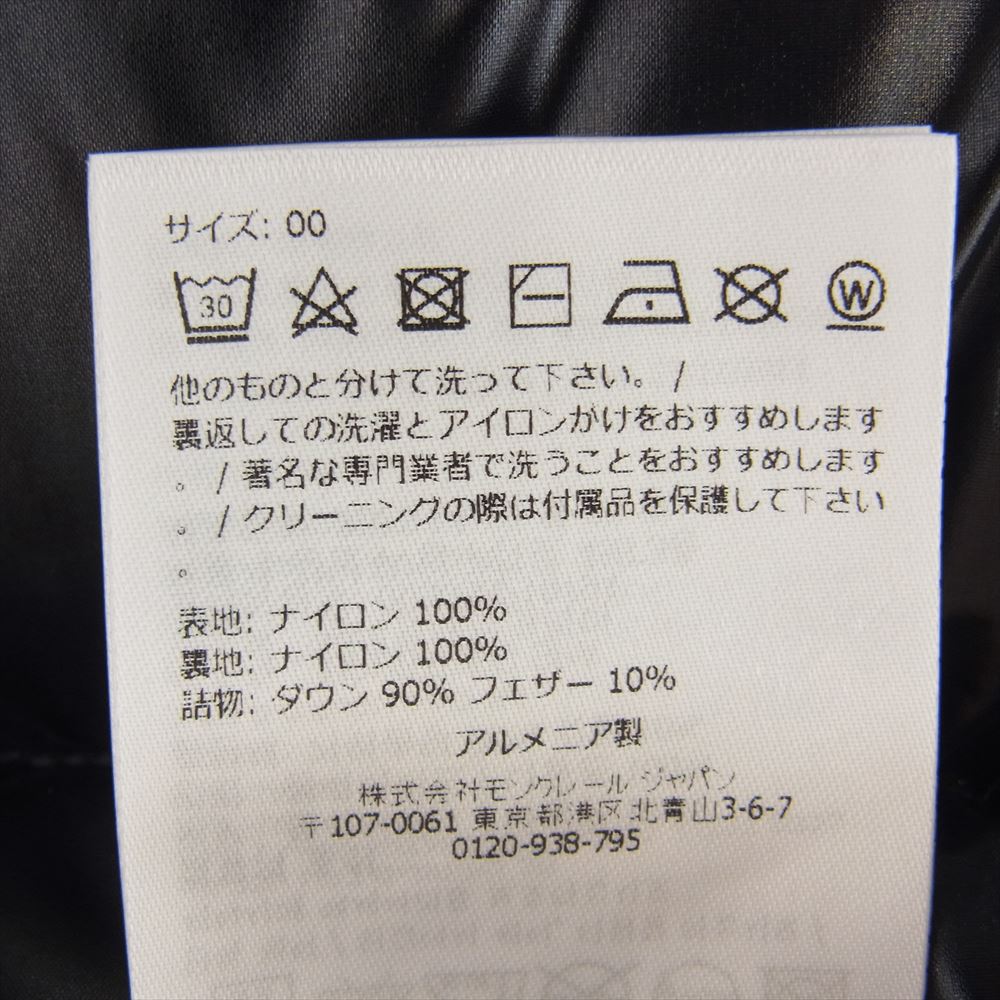 サイズ: 00
30 W
他のものと分けて洗って下さい。 /
裏返しての洗濯とアイロンがけをおすすめします
。 / 著名な専門業者で洗うことをおすすめします
。 / クリーニングの際は付属品を保護して下さい
。
表地: ナイロン 100%
裏地: ナイロン 100%
詰物: ダウン 90% フェザー 10%
アルメニア製
株式会社モンクレール ジャパン
〒107-0061 東京都港区北青山3-6-7
0120-938-795